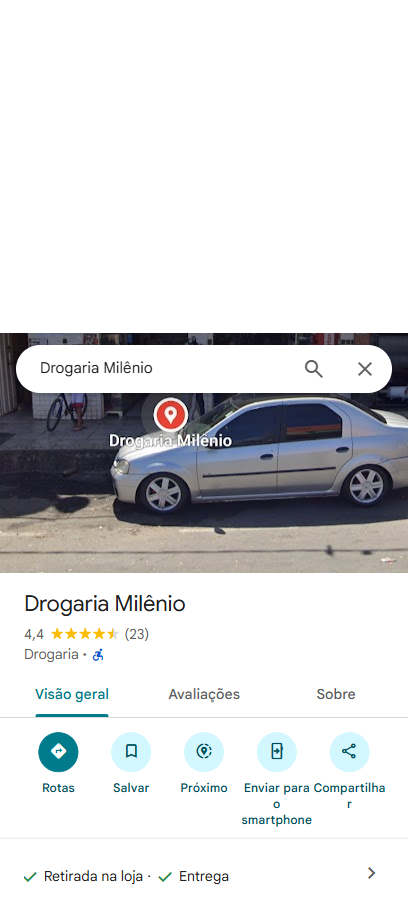 Drogaria Milênio
Drogaria Milênio
Drogaria Milênio
4,4 (23)
Drogaria ·
Visão geral Avaliações Sobre
Rotas Salvar Próximo Enviar para Compartilha
o r
smartphone
Retirada na loja · Entrega